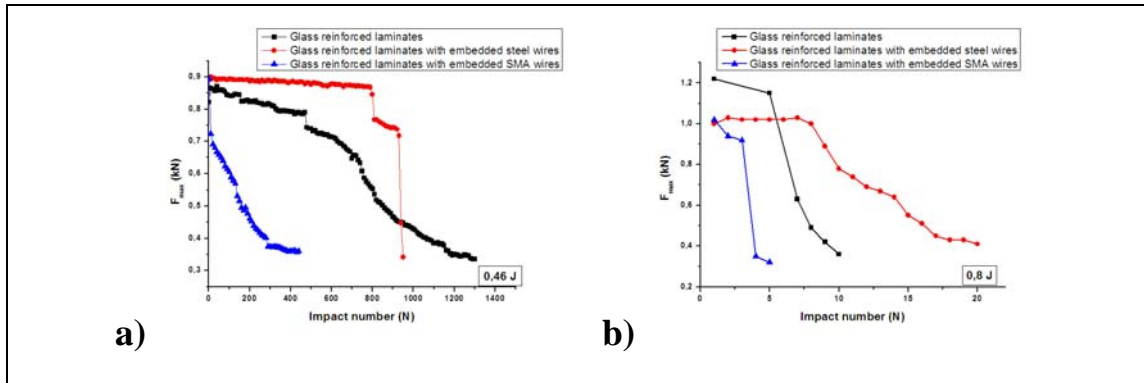 Glass reinforced laminates
Glass reinforced laminates with embedded steel wires
Glass reinforced laminates with embedded SMA wires
0,9
0,8
0,7
0,6
0,5
0,4
0,3
F max (kN)
0 200 400 600 800 1000 1200 1400
Impact number (N)
0,46 J
a)
Glass reinforced laminates
Glass reinforced laminates with embedded steel wires
Glass reinforced laminates with embedded SMA wires
1,2
1,0
0,8
0,6
0,4
0,2
F max (kN)
0 5 10 15 20
Impact number (N)
0,8 J
b)